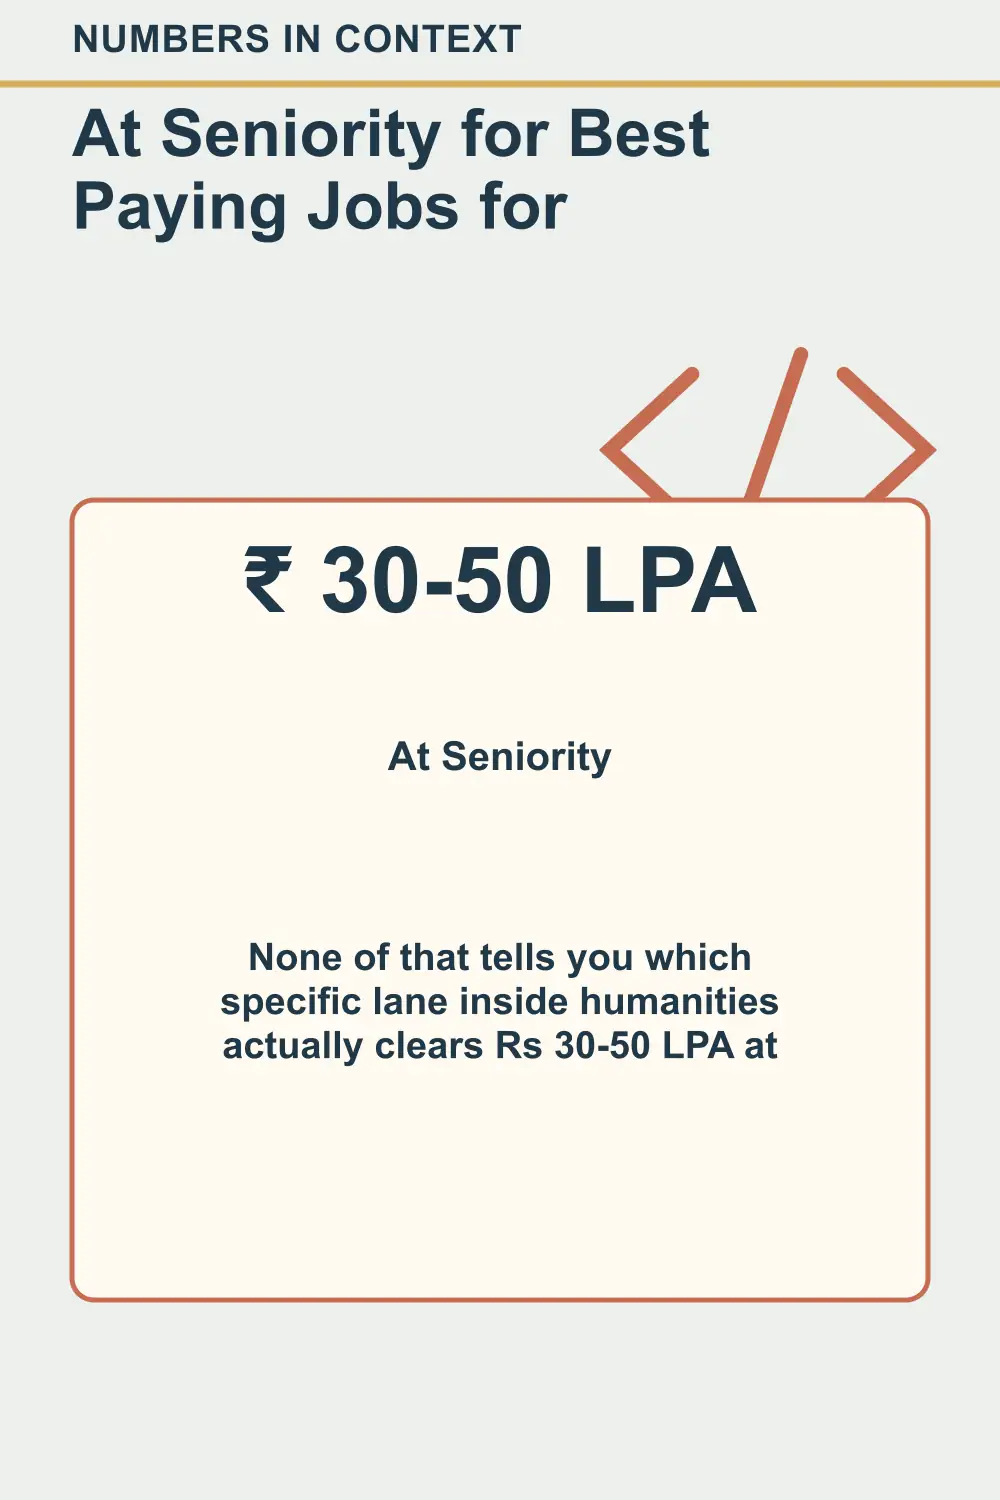 NUMBERS IN CONTEXT
At Seniority for Best
Paying Jobs for
₹ 30-50 LPA
At Seniority
None of that tells you which
specific lane inside humanities
actually clears Rs 30-50 LPA at